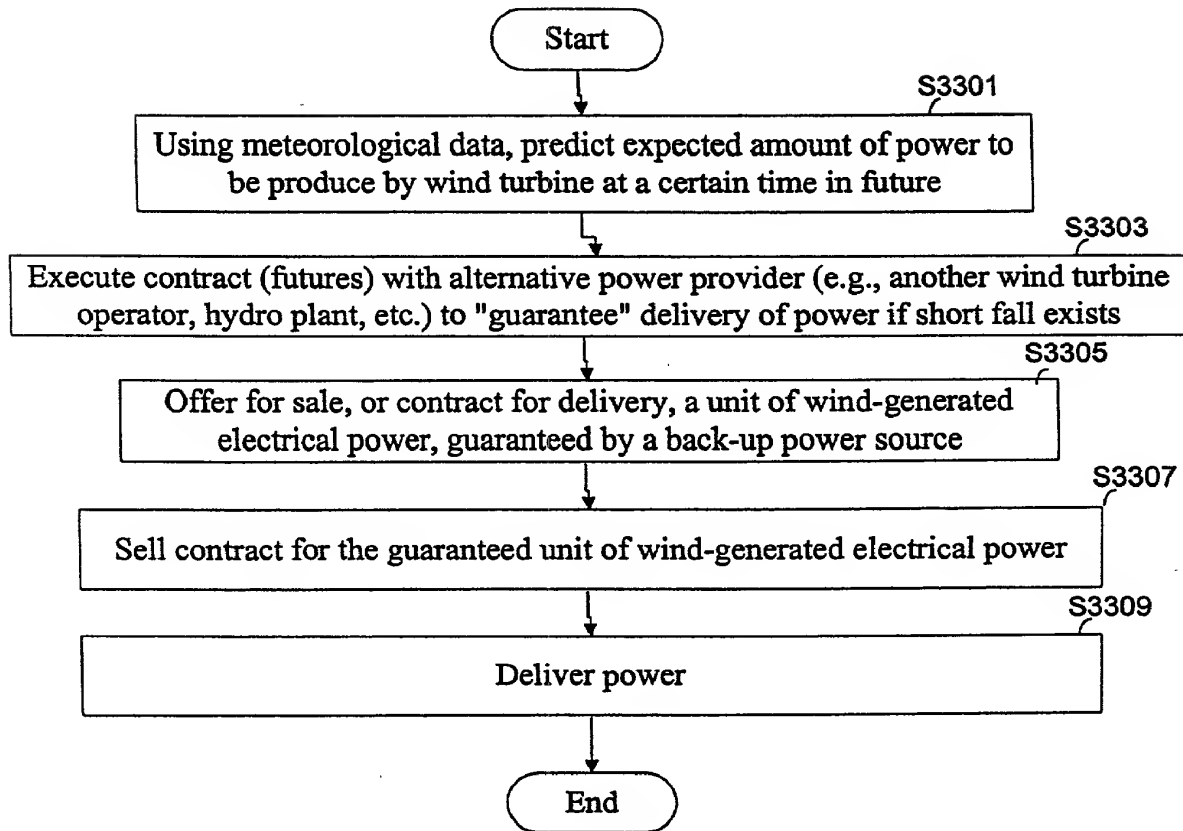 Start
S3301
Using meteorological data, predict expected amount of power to
be produce by wind turbine at a certain time in future
S3303
Execute contract (futures) with alternative power provider (e.g., another wind turbine
operator, hydro plant, etc.) to "guarantee" delivery of power if short fall exists
S3305
Offer for sale, or contract for delivery, a unit of wind-generated
electrical power, guaranteed by a back-up power source
S3307
Sell contract for the guaranteed unit of wind-generated electrical power
S3309
Deliver power
End